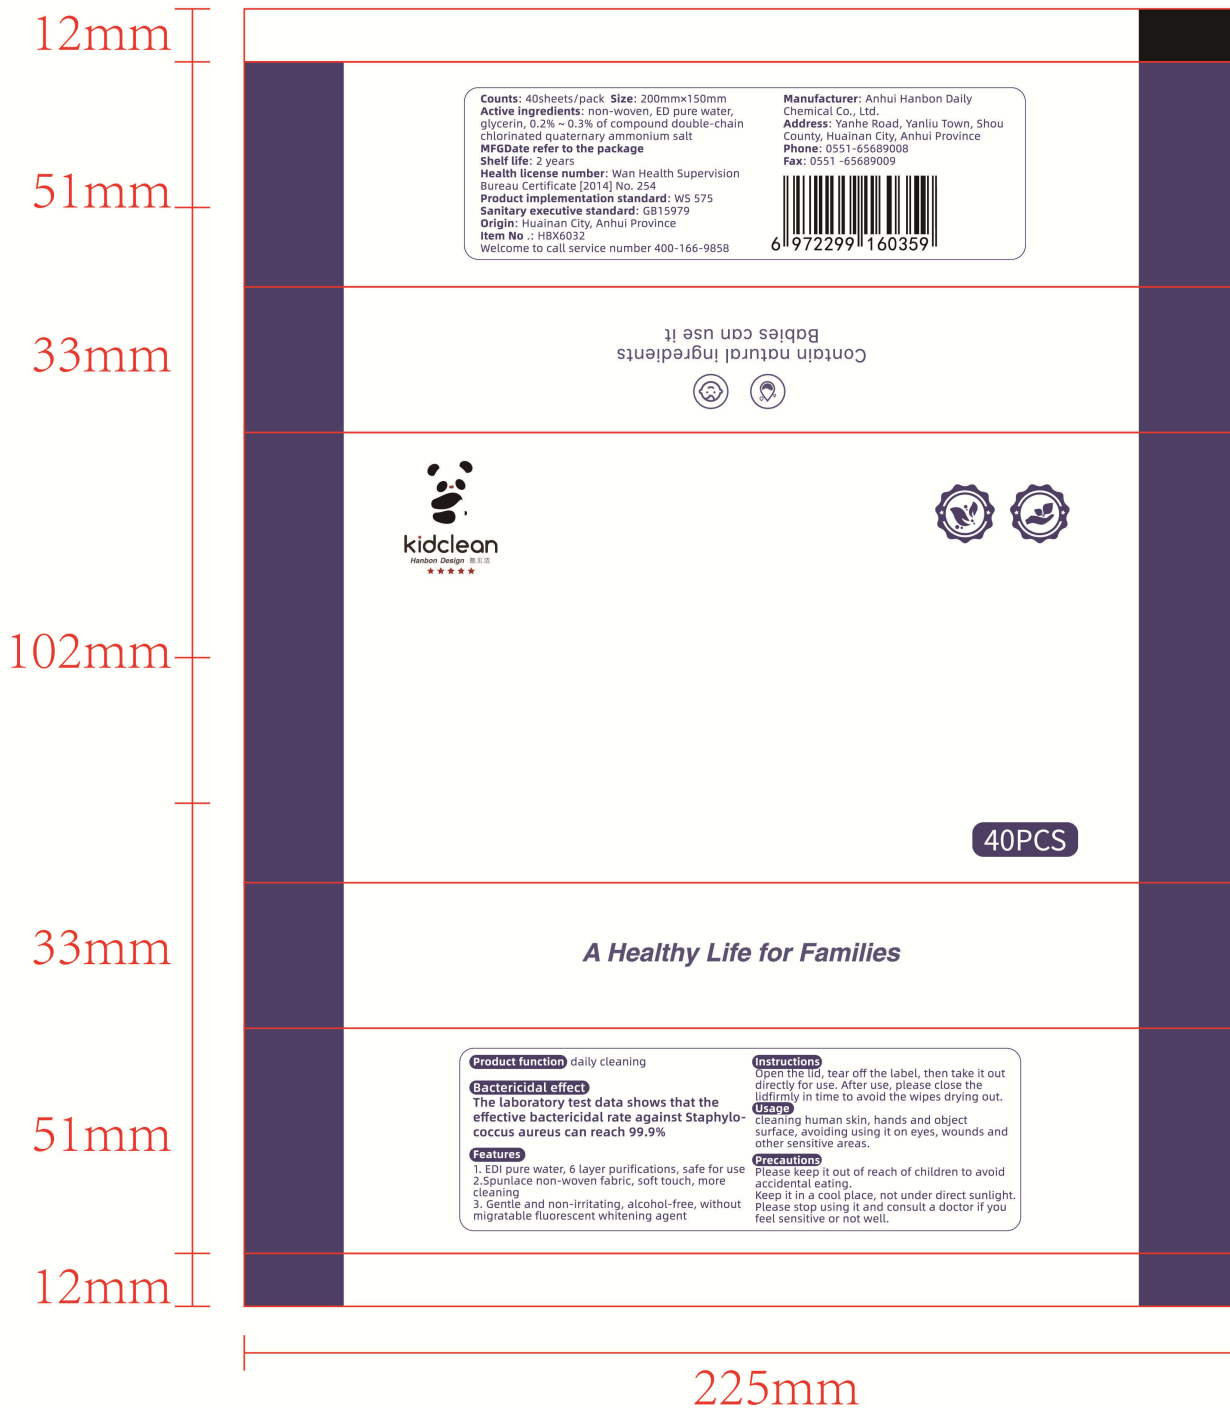 12mm
51mm
33mm
102mm
33mm
51mm
12mm
225mm
Counts: 40sheets/pack Size: 200mm×150mm
Active ingredients: non-woven, ED pure water,
glycerin, 0.2% ~ 0.3% of compound double-chain
chlorinated quaternary ammonium salt
MFGDate refer to the package
Shelf life: 2 years
Health license number: Wan Health Supervision
Bureau Certificate [2014] No. 254
Product implementation standard: WS 575
Sanitary executive standard: GB15979
Origin: Huainan City, Anhui Province
Item No .: HBX6032
Welcome to call service number 400-166-9858
Manufacturer: Anhui Hanbon Daily
Chemical Co., Ltd.
Address: Yanhe Road, Yanliu Town, Shou
County, Huainan City, Anhui Province
Phone: 0551-65689008
Fax: 0551 -65689009
6 972299 160359
Contain natural ingredients
Babies can use it
kidclean
Hanbon Design 酷贝洁
40PCS
A Healthy Life for Families
Product function daily cleaning
Bactericidal effect
The laboratory test data shows that the
effective bactericidal rate against Staphylo-
coccus aureus can reach 99.9%
Features
1. EDI pure water, 6 layer purifications, safe for use
2.Spunlace non-woven fabric, soft touch, more
cleaning
3. Gentle and non-irritating, alcohol-free, without
migratable fluorescent whitening agent
Instructions
Open the lid, tear off the label, then take it out
directly for use. After use, please close the
lidfirmly in time to avoid the wipes drying out.
Usage
cleaning human skin, hands and object
surface, avoiding using it on eyes, wounds and
other sensitive areas.
Precautions
Please keep it out of reach of children to avoid
accidental eating.
Keep it in a cool place, not under direct sunlight.
Please stop using it and consult a doctor if you
feel sensitive or not well.